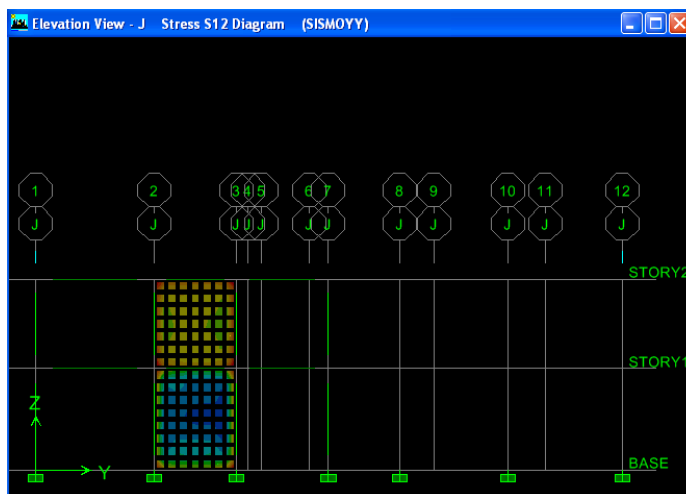 Elevation View - J Stress S12 Diagram (SISMOYY)
1 2 3 4 5 6 7 8 9 10 11 12
J J J J J J J J J J J J
STORY2
STORY1
Z
Y
BASE